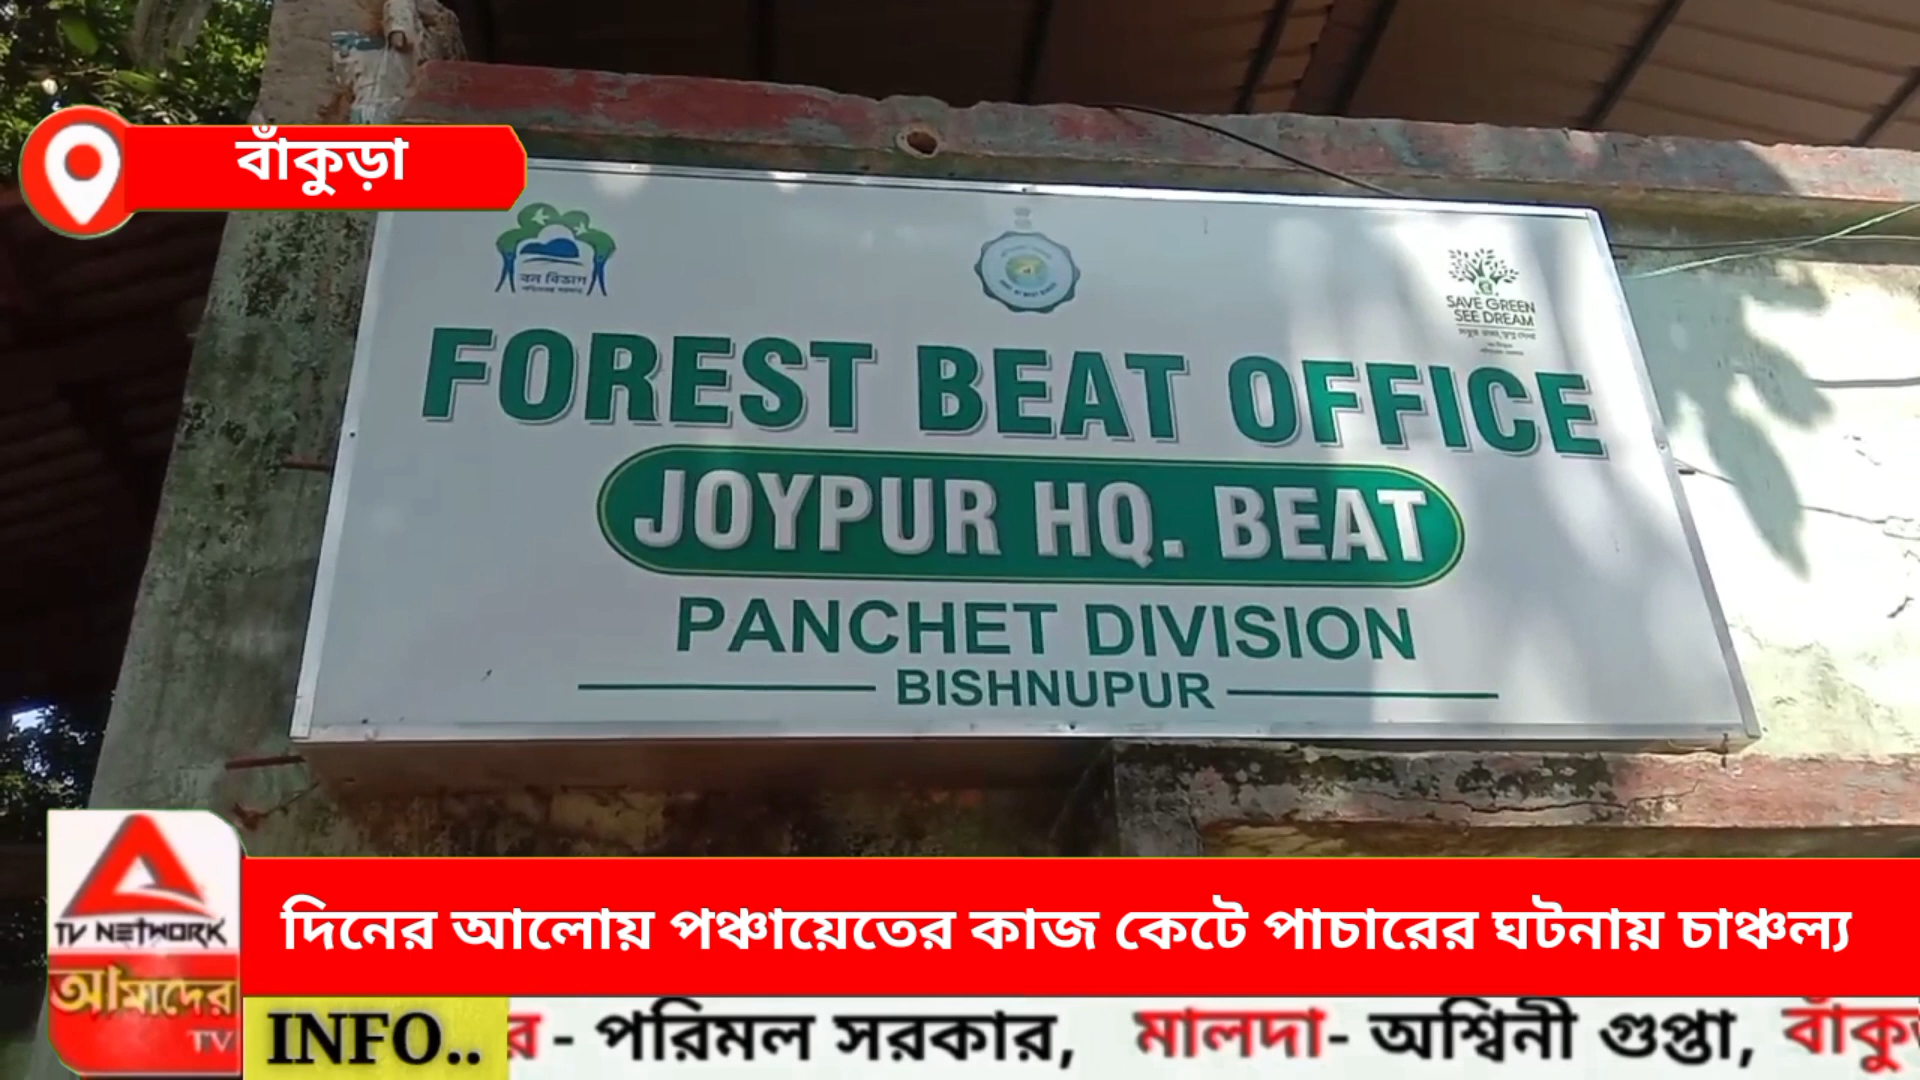 বাঁকুড়া
বন বিভাগ
SAVE GREEN
SEE DREAM
FOREST BEAT OFFICE
JOYPUR HQ. BEAT
PANCHET DIVISION
BISHNUPUR
TV NETWORK
আমাদের
TV
দিনের আলোয় পঞ্চায়েতের কাজ কেটে পাচারের ঘটনায় চাঞ্চল্য
INFO.. র - পরিমল সরকার, মালদা- অশ্বিনী গুপ্তা,